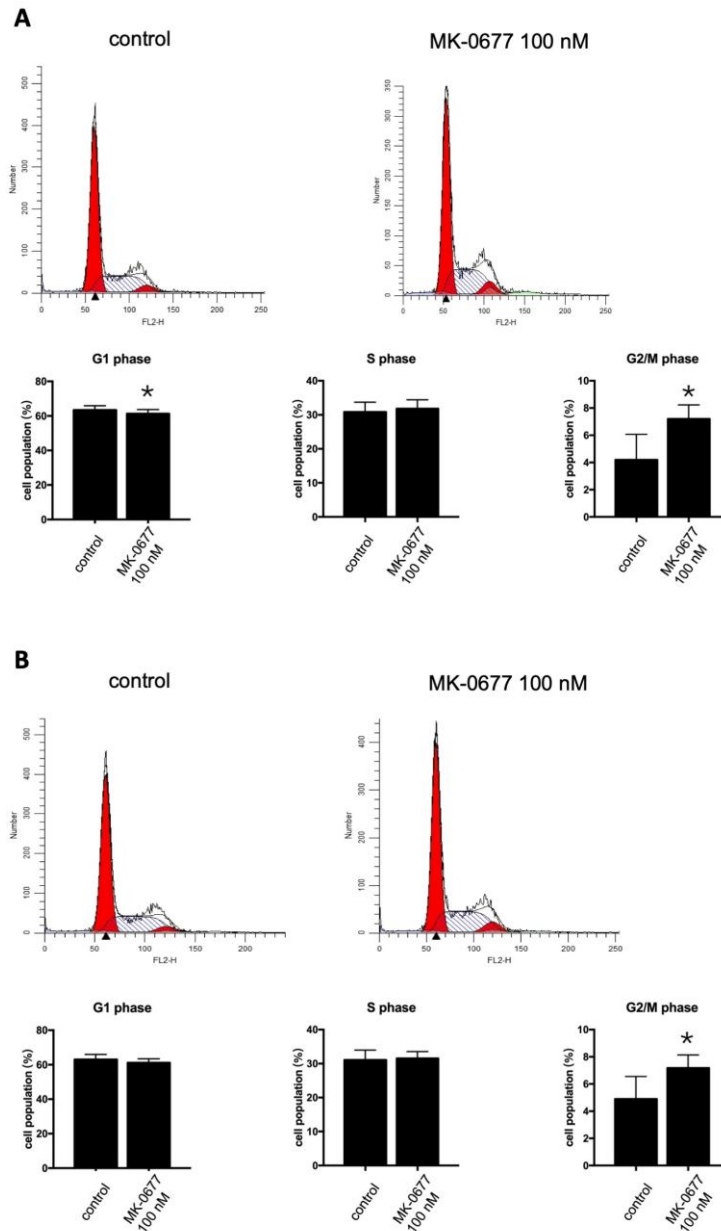 A
control
MK-0677 100 nM
Number
0 100 200 300 400 500
0 50 100 150 200 250
FL2-H
Number
0 50 100 150 200 250 300 350
0 50 100 150 200 250
FL2-H
G1 phase
cell population (%)
0 20 40 60 80
*
control
MK-0677
100 nM
S phase
cell population (%)
0 10 20 30 40
control
MK-0677
100 nM
G2/M phase
cell population (%)
0 2 4 6 8 10
*
control
MK-0677
100 nM
B
control
MK-0677 100 nM
Number
0 100 200 300 400
0 50 100 150 200
FL2-H
Number
0 100 200 300 400
0 50 100 150 200 250
FL2-H
G1 phase
cell population (%)
0 20 40 60 80
control
MK-0677
100 nM
S phase
cell population (%)
0 10 20 30 40
control
MK-0677
100 nM
G2/M phase
cell population (%)
0 2 4 6 8 10
*
control
MK-0677
100 nM